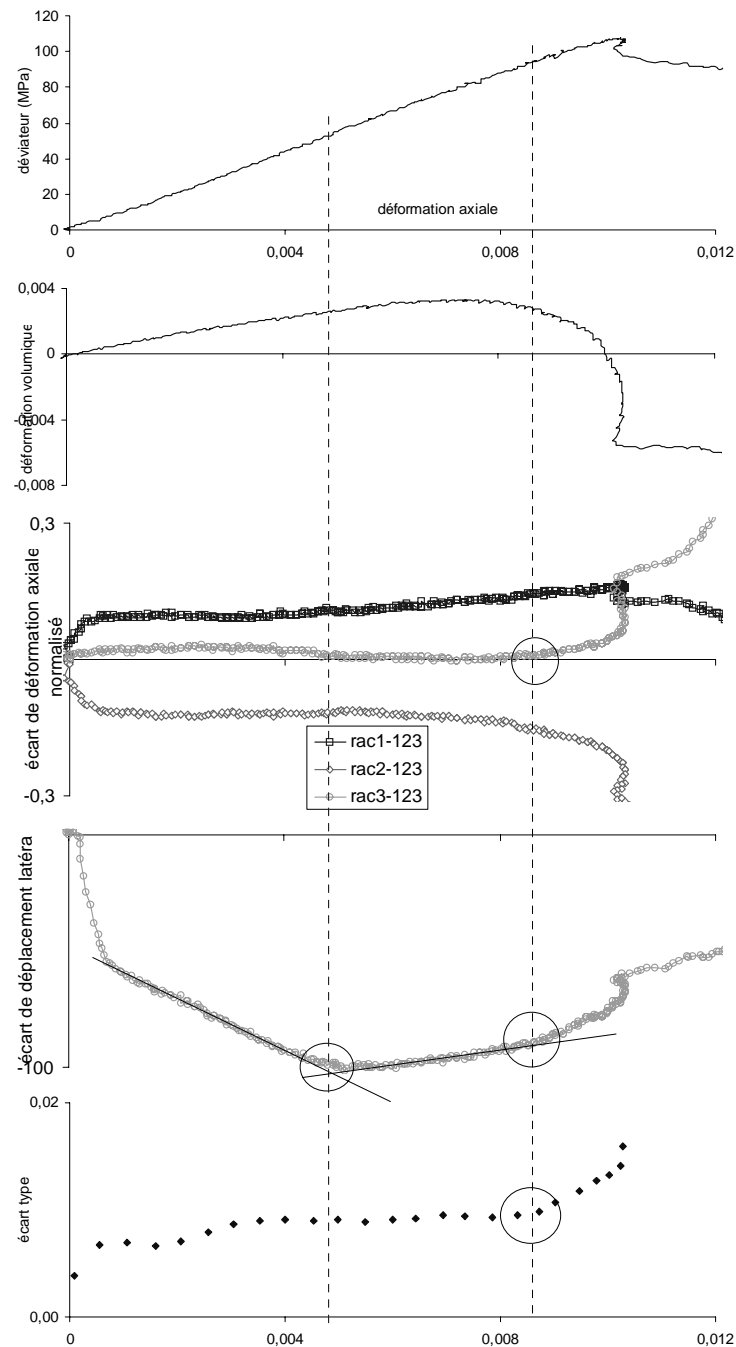 120
100
80
60
40
20
0
déviateur (MPa)
déformation axiale
0
0,004
0,008
0,012
0,004
0
-0,004
-0,008
déformation volumique
0,3
-0,3
écart de déformation axiale
normalisé
rac1-123
rac2-123
rac3-123
écart de déplacement latéra
-100
0,02
0,00
écart type
0
0,004
0,008
0,012